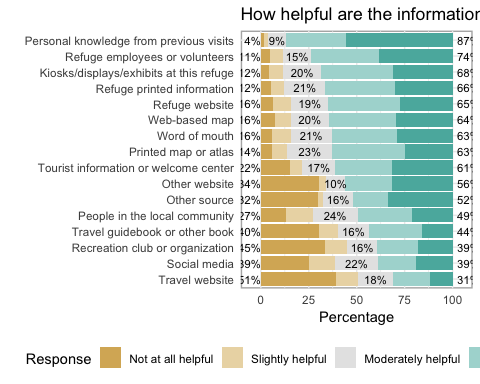 How helpful are the information
Personal knowledge from previous visits 4% 9% 87%
Refuge employees or volunteers 11% 15% 74%
Kiosks/displays/exhibits at this refuge 12% 20% 68%
Refuge printed information 12% 21% 66%
Refuge website 16% 19% 65%
Web-based map 16% 20% 64%
Word of mouth 16% 21% 63%
Printed map or atlas 14% 23% 63%
Tourist information or welcome center 22% 17% 61%
Other website 34% 10% 56%
Other source 32% 16% 52%
People in the local community 27% 24% 49%
Travel guidebook or other book 40% 16% 44%
Recreation club or organization 45% 16% 39%
Social media 39% 22% 39%
Travel website 51% 18% 31%
0 25 50 75 100
Percentage
Response Not at all helpful Slightly helpful Moderately helpful